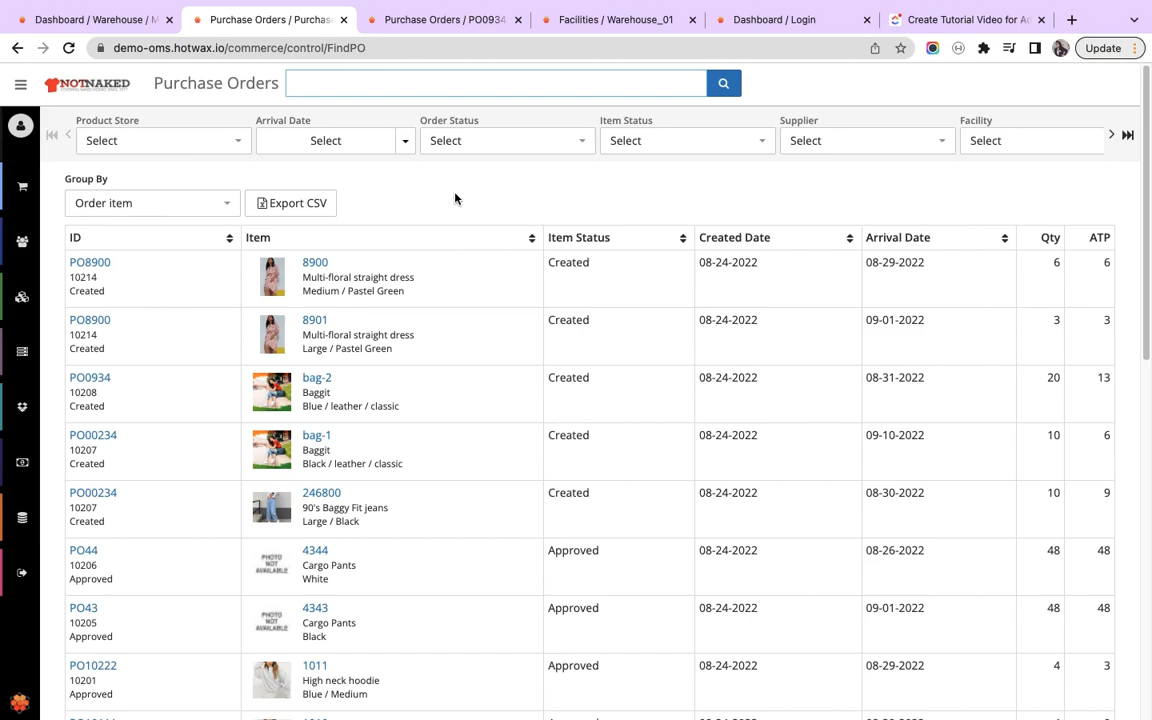 Dashboard / Warehouse / M
Purchase Orders / Purchas
Purchase Orders / PO0934
Facilities / Warehouse_01
Dashboard / Login
Create Tutorial Video for A
demo-oms.hotwax.io/commerce/control/FindPO
Update
NOTNAKED
Purchase Orders
Product Store
Arrival Date
Order Status
Item Status
Supplier
Facility
Select
Select
Select
Select
Select
Select
Group By
Order item
Export CSV
ID
Item
Item Status
Created Date
Arrival Date
Qty
ATP
PO8900
10214
Created
8900
Multi-floral straight dress
Medium / Pastel Green
Created
08-24-2022
08-29-2022
6
6
PO8900
10214
Created
8901
Multi-floral straight dress
Large / Pastel Green
Created
08-24-2022
09-01-2022
3
3
PO0934
10208
Created
bag-2
Baggit
Blue / leather / classic
Created
08-24-2022
08-31-2022
20
13
PO00234
10207
Created
bag-1
Baggit
Black / leather / classic
Created
08-24-2022
09-10-2022
10
6
PO00234
10207
Created
246800
90's Baggy Fit jeans
Large / Black
Created
08-24-2022
08-30-2022
10
9
PO44
10206
Approved
PHOTO
NOT
AVAILABLE
4344
Cargo Pants
White
Approved
08-24-2022
08-26-2022
48
48
PO43
10205
Approved
PHOTO
NOT
AVAILABLE
4343
Cargo Pants
Black
Approved
08-24-2022
09-01-2022
48
48
PO10222
10201
Approved
1011
High neck hoodie
Blue / Medium
Approved
08-24-2022
08-29-2022
4
3